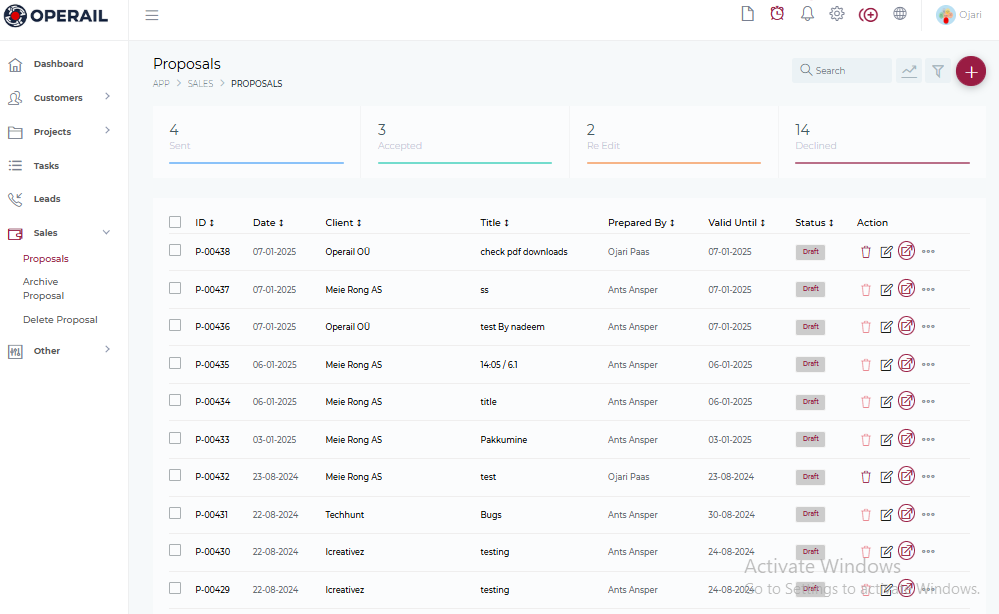 OPERAIL
Ojari
Dashboard
Customers
Projects
Tasks
Leads
Sales
Proposals
Archive
Proposal
Delete Proposal
Other
Proposals
APP > SALES > PROPOSALS
Search
4
Sent
3
Accepted
2
Re Edit
14
Declined
ID Date Client Title Prepared By Valid Until Status Action
P-00438 07-01-2025 Operail OÜ check pdf downloads Ojari Paas 07-01-2025 Draft
P-00437 07-01-2025 Meie Rong AS ss Ants Ansper 07-01-2025 Draft
P-00436 07-01-2025 Operail OÜ test By nadeem Ants Ansper 07-01-2025 Draft
P-00435 06-01-2025 Meie Rong AS 14:05 / 6.1 Ants Ansper 06-01-2025 Draft
P-00434 06-01-2025 Meie Rong AS title Ants Ansper 06-01-2025 Draft
P-00433 03-01-2025 Meie Rong AS Pakkumine Ants Ansper 03-01-2025 Draft
P-00432 23-08-2024 Meie Rong AS test Ojari Paas 23-08-2024 Draft
P-00431 22-08-2024 Techhunt Bugs Ants Ansper 30-08-2024 Draft
P-00430 22-08-2024 Icreativez testing Ants Ansper 24-08-2024 Draft
P-00429 22-08-2024 Icreativez testing Ants Ansper 24-08-2024 Draft
Activate Windows
Go to Settings to activate Windows.